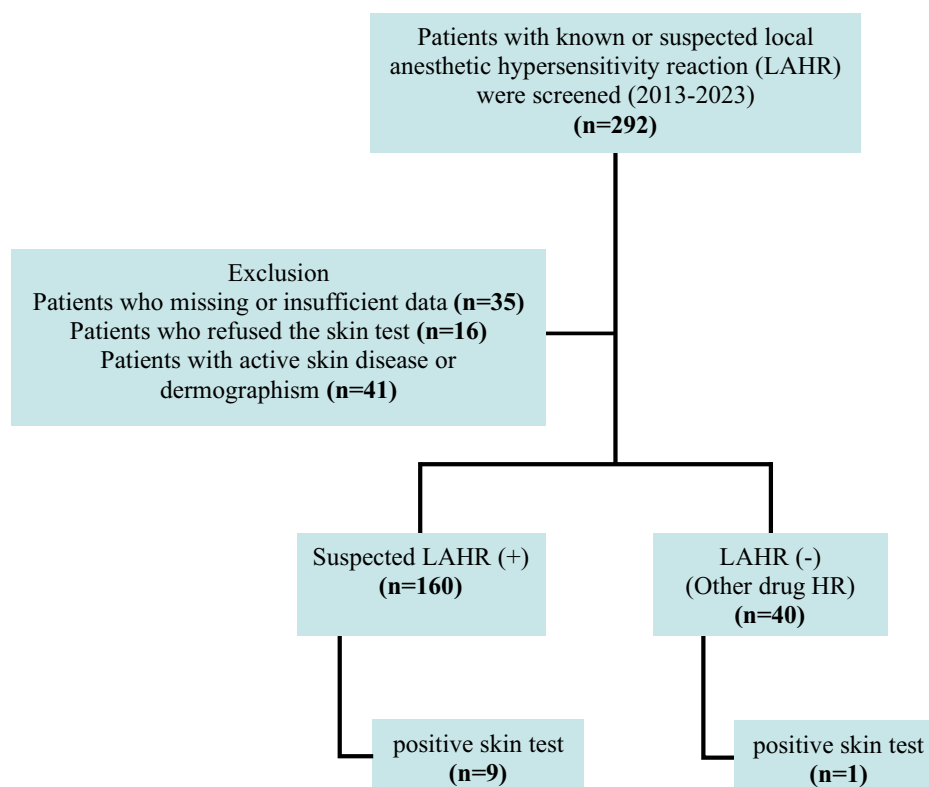 Patients with known or suspected local
anesthetic hypersensitivity reaction (LAHR)
were screened (2013-2023)
(n=292)
Exclusion
Patients who missing or insufficient data (n=35)
Patients who refused the skin test (n=16)
Patients with active skin disease or
dermographism (n=41)
Suspected LAHR (+)
(n=160)
LAHR (-)
(Other drug HR)
(n=40)
positive skin test
(n=9)
positive skin test
(n=1)